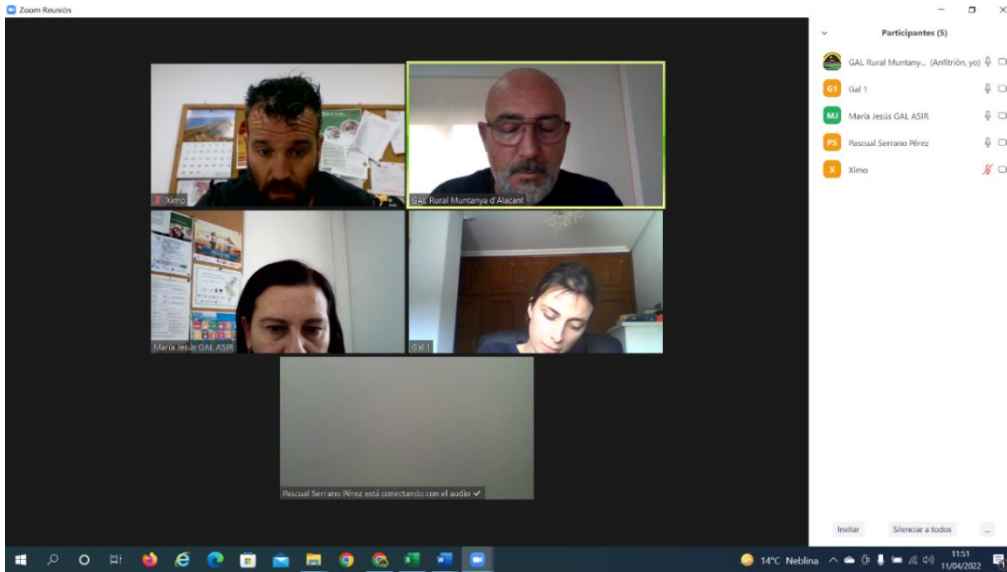 Zoom Reunión
Participantes (5)
GAL Rural Muntany... (Anfitrión, yo)
G1 Gal 1
MJ María Jesús GAL ASIR
PS Pascual Serrano Pérez
X Ximo
Ximo
GAL Rural Muntanya d'Alacant
María Jesús GAL ASIR
Gal 1
Pascual Serrano Pérez está conectando con el audio
Invitar
Silenciar a todos
...
14°C Neblina
11:51
11/04/2022